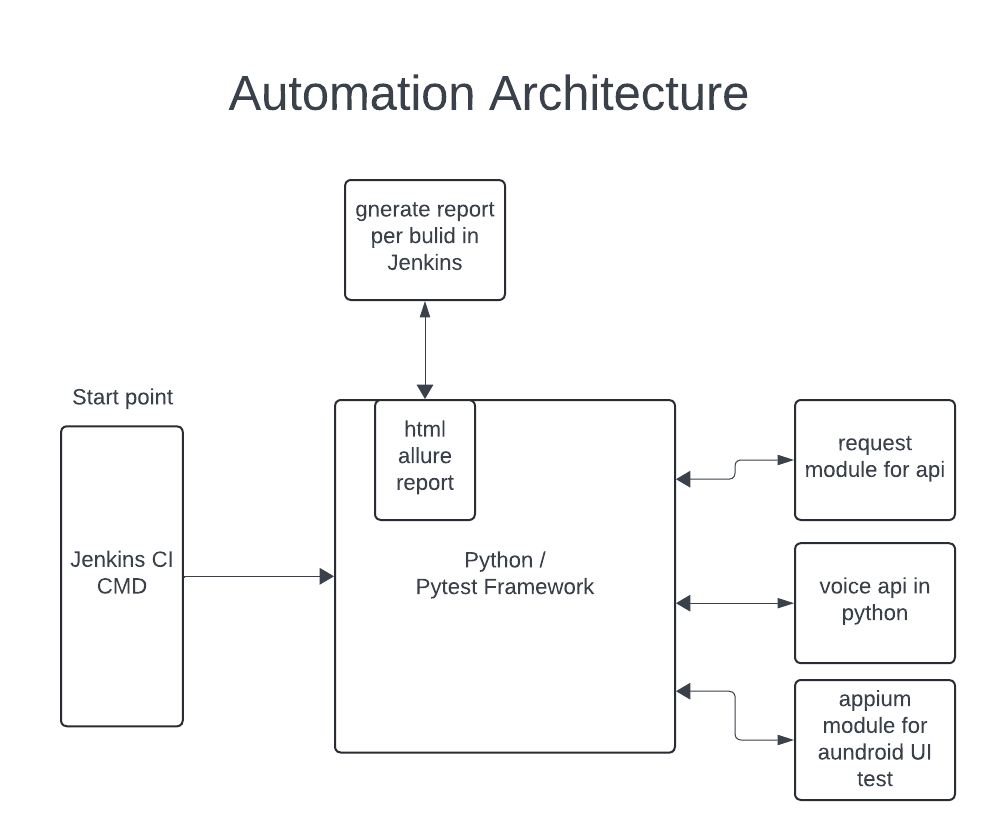 Automation Architecture
gnerate report
per bulid in
Jenkins
Start point
Jenkins CI
CMD
html
allure
report
Python /
Pytest Framework
request
module for api
voice api in
python
appium
module for
aundroid UI
test